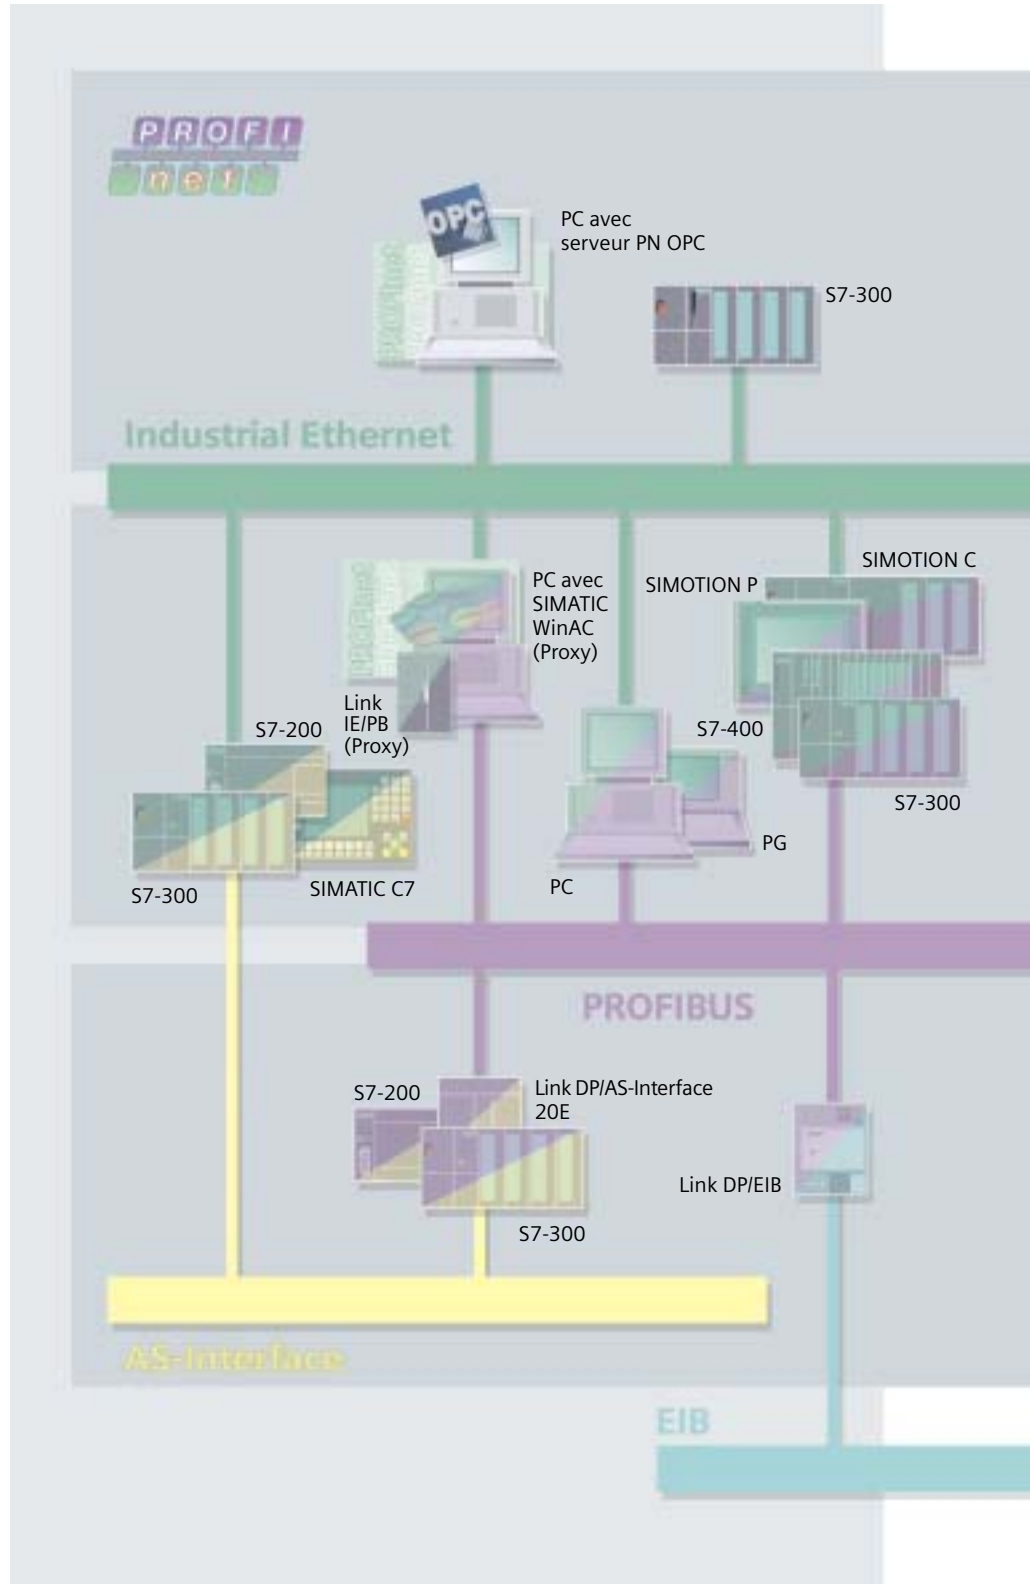 PROFI
net
OPC
PC avec
serveur PN OPC
S7-300
Industrial Ethernet
SIMOTION C
SIMOTION P
PC avec
SIMATIC
WinAC
(Proxy)
Link
IE/PB
(Proxy)
S7-200
S7-400
S7-300
PG
PC
SIMATIC C7
S7-300
PROFIBUS
S7-200
Link DP/AS-Interface
20E
Link DP/EIB
S7-300
AS-Interface
EIB